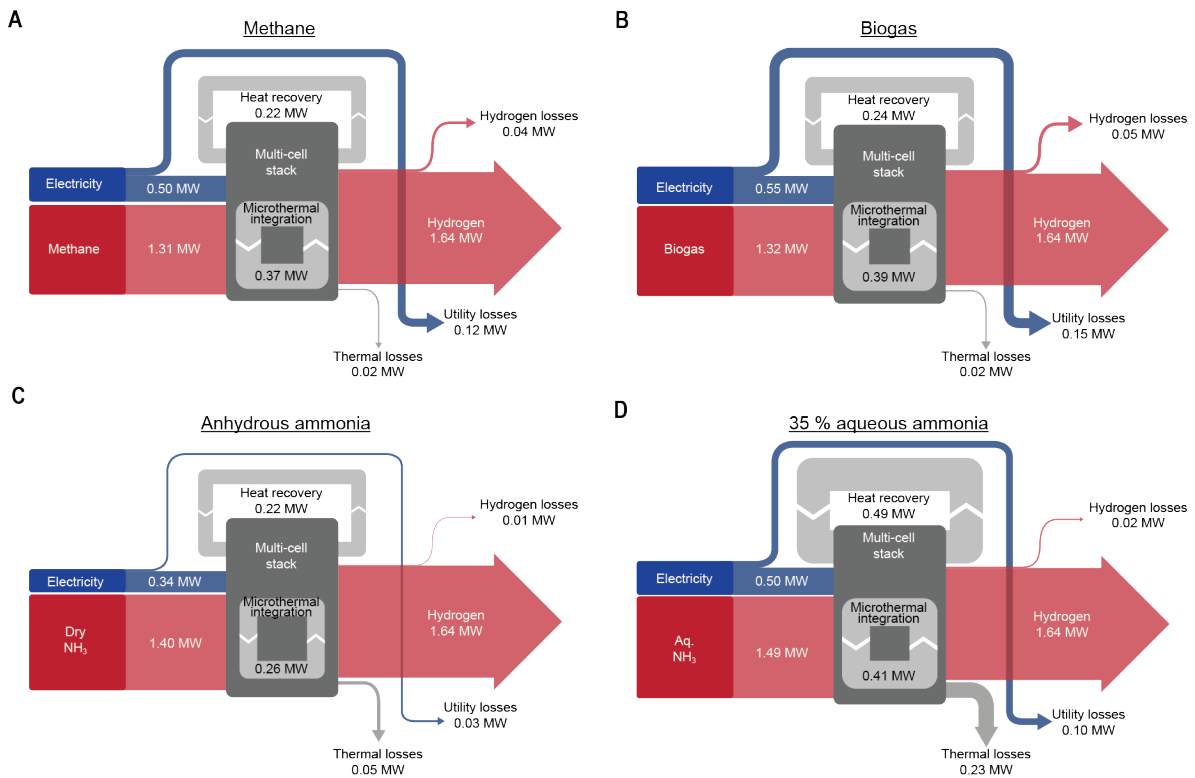 A
Methane
Heat recovery
0.22 MW
Hydrogen losses
0.04 MW
Multi-cell
stack
Electricity
0.50 MW
Microthermal
integration
Hydrogen
1.64 MW
Methane
1.31 MW
0.37 MW
Utility losses
0.12 MW
Thermal losses
0.02 MW
B
Biogas
Heat recovery
0.24 MW
Hydrogen losses
0.05 MW
Multi-cell
stack
Electricity
0.55 MW
Microthermal
integration
Hydrogen
1.64 MW
Biogas
1.32 MW
0.39 MW
Utility losses
0.15 MW
Thermal losses
0.02 MW
C
Anhydrous ammonia
Heat recovery
0.22 MW
Hydrogen losses
0.01 MW
Multi-cell
stack
Electricity
0.34 MW
Microthermal
integration
Hydrogen
1.64 MW
Dry
NH₃
1.40 MW
0.26 MW
Utility losses
0.03 MW
Thermal losses
0.05 MW
D
35 % aqueous ammonia
Heat recovery
0.49 MW
Hydrogen losses
0.02 MW
Multi-cell
stack
Electricity
0.50 MW
Microthermal
integration
Hydrogen
1.64 MW
Aq.
NH₃
1.49 MW
0.41 MW
Utility losses
0.10 MW
Thermal losses
0.23 MW